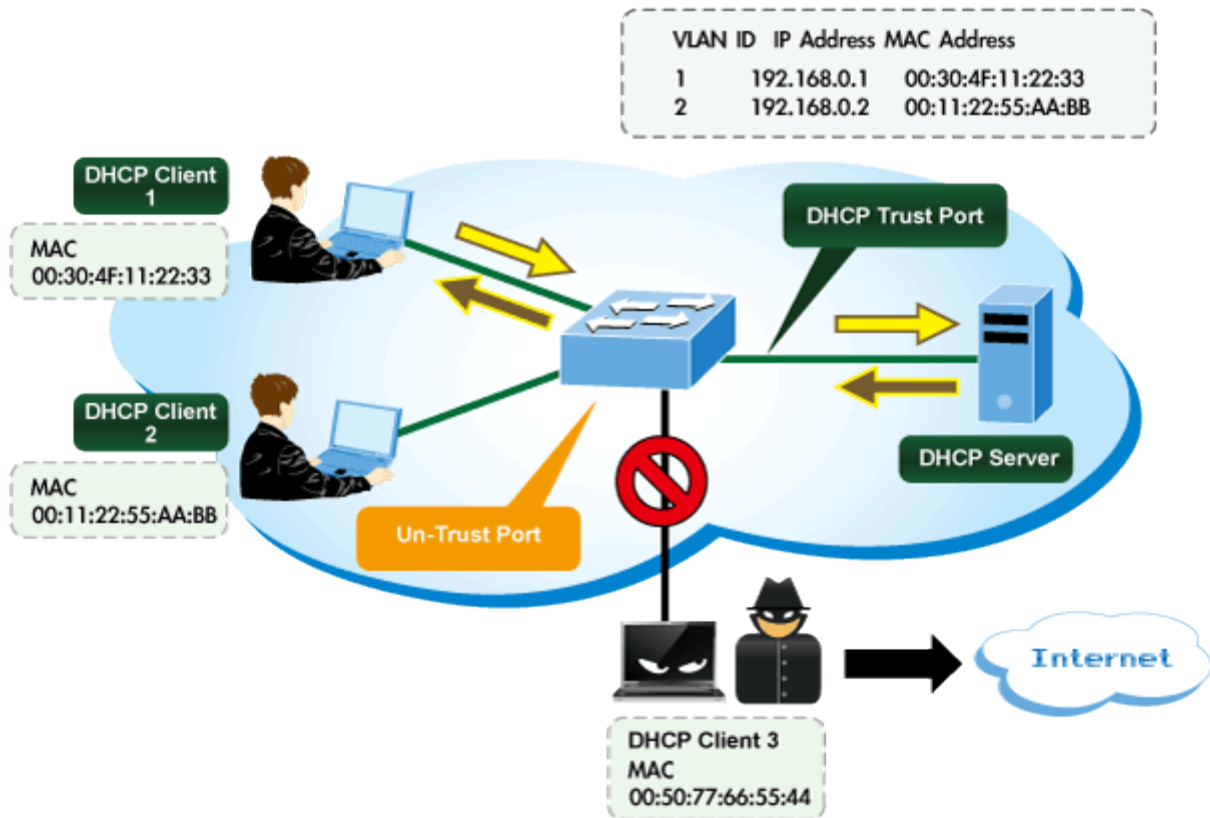 VLAN ID IP Address MAC Address
1 192.168.0.1 00:30:4F:11:22:33
2 192.168.0.2 00:11:22:55:AA:BB
DHCP Client
1
MAC
00:30:4F:11:22:33
DHCP Trust Port
DHCP Client
2
MAC
00:11:22:55:AA:BB
DHCP Server
Un-Trust Port
Internet
DHCP Client 3
MAC
00:50:77:66:55:44